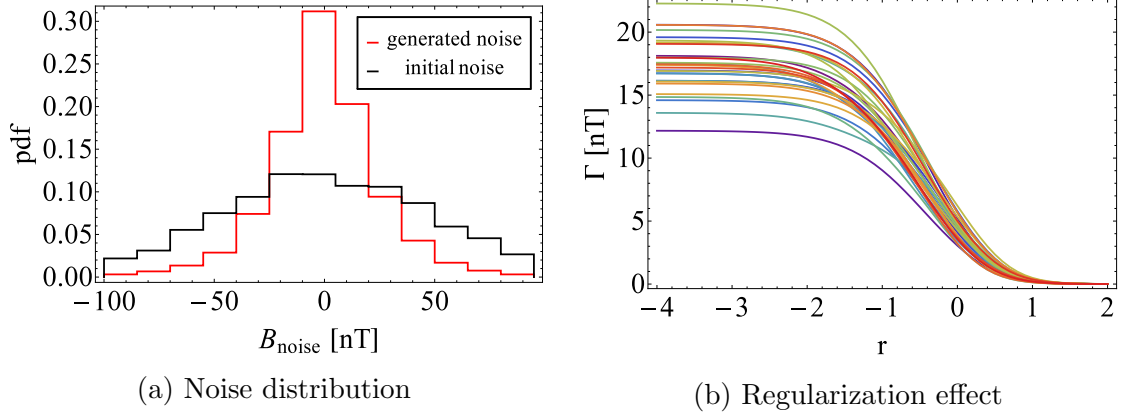 0.30
0.25
0.20
0.15
0.10
0.05
0.00
pdf
generated noise
initial noise
−100 −50 0 50
B_noise [nT]
(a) Noise distribution
20
15
10
5
0
Γ [nT]
−4 −3 −2 −1 0 1 2
r
(b) Regularization effect